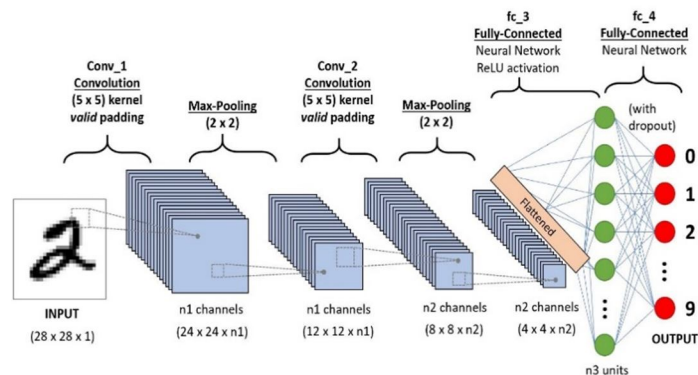 fc_3
Fully-Connected
Neural Network
ReLU activation
fc_4
Fully-Connected
Neural Network
Conv_1
Convolution
(5 x 5) kernel
valid padding
Max-Pooling
(2 x 2)
Conv_2
Convolution
(5 x 5) kernel
valid padding
Max-Pooling
(2 x 2)
(with
dropout)
0
1
2
9
Flattened
2
INPUT
(28 x 28 x 1)
n1 channels
(24 x 24 x n1)
n1 channels
(12 x 12 x n1)
n2 channels
(8 x 8 x n2)
n2 channels
(4 x 4 x n2)
OUTPUT
n3 units